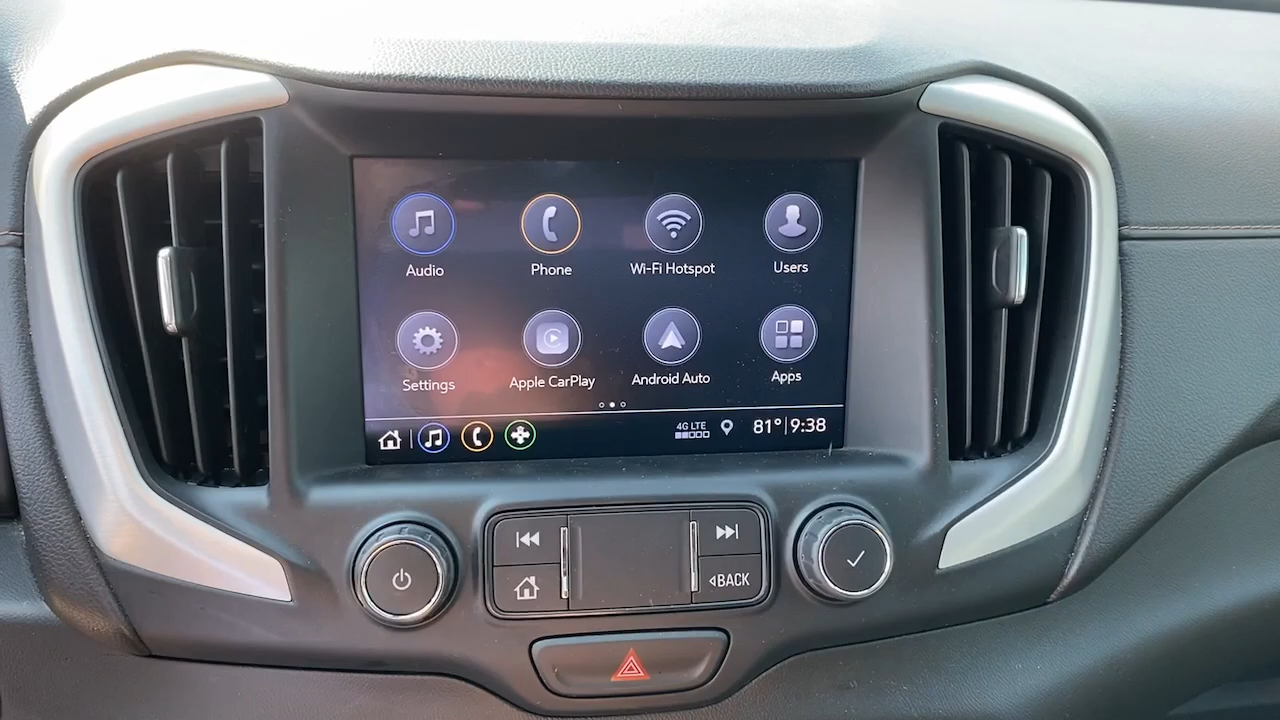 Audio Phone Wi-Fi Hotspot Users
Settings Apple CarPlay Android Auto Apps
4G LTE 81° 9:38
BACK